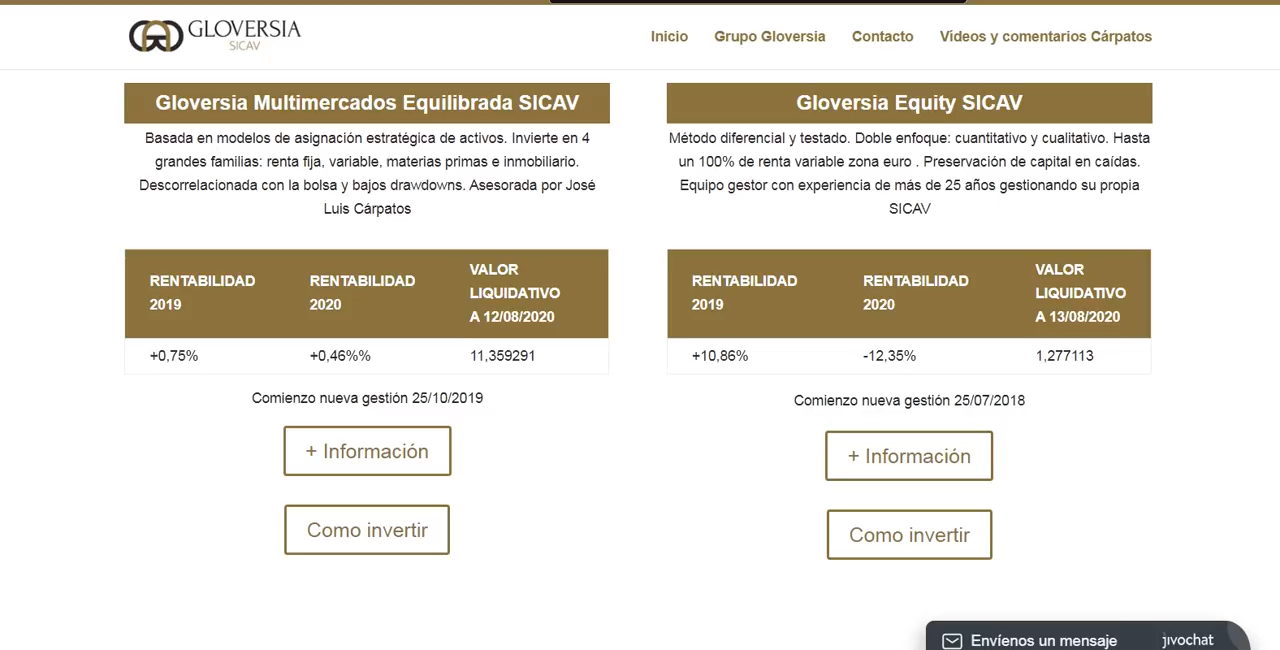 GLOVERSIA
SICAV
Inicio Grupo Gloversia Contacto Videos y comentarios Cárpatos
Gloversia Multimercados Equilibrada SICAV
Basada en modelos de asignación estratégica de activos. Invierte en 4
grandes familias: renta fija, variable, materias primas e inmobiliario.
Descorrelacionada con la bolsa y bajos drawdowns. Asesorada por José
Luis Cárpatos
RENTABILIDAD
2019
RENTABILIDAD
2020
VALOR
LIQUIDATIVO
A 12/08/2020
+0,75% +0,46%% 11,359291
Comienzo nueva gestión 25/10/2019
+ Información
Como invertir
Gloversia Equity SICAV
Método diferencial y testado. Doble enfoque: cuantitativo y cualitativo. Hasta
un 100% de renta variable zona euro . Preservación de capital en caídas.
Equipo gestor con experiencia de más de 25 años gestionando su propia
SICAV
RENTABILIDAD
2019
RENTABILIDAD
2020
VALOR
LIQUIDATIVO
A 13/08/2020
+10,86% -12,35% 1,277113
Comienzo nueva gestión 25/07/2018
+ Información
Como invertir
Envíenos un mensaje jivochat